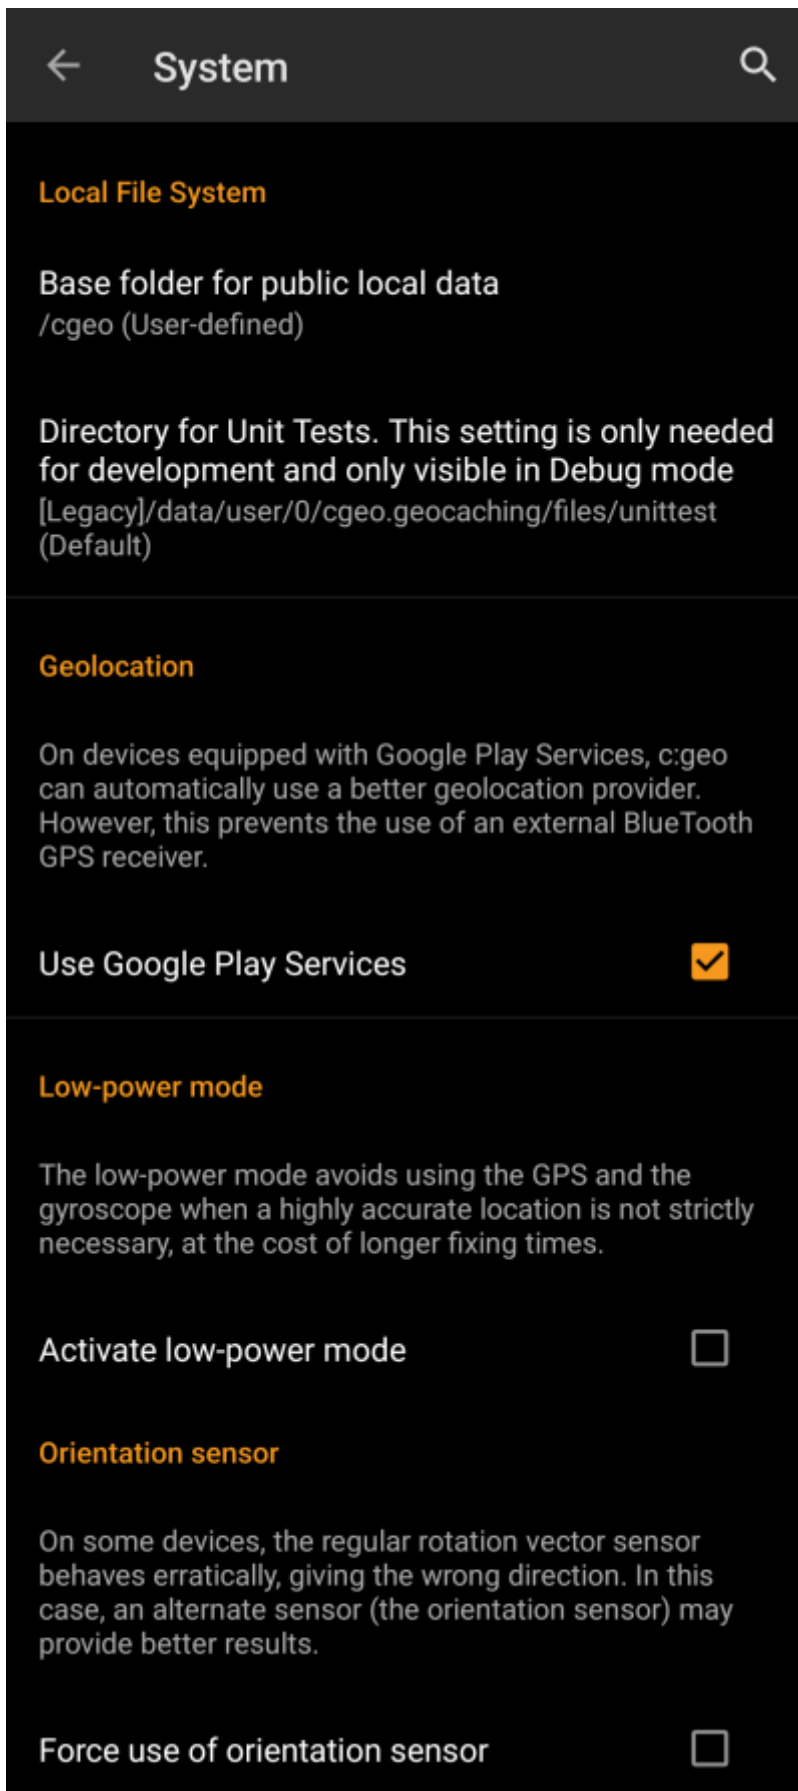 System
Local File System
Base folder for public local data
/cgeo (User-defined)
Directory for Unit Tests. This setting is only needed
for development and only visible in Debug mode
[Legacy]/data/user/0/cgeo.geocaching/files/unittest
(Default)
Geolocation
On devices equipped with Google Play Services, c:geo
can automatically use a better geolocation provider.
However, this prevents the use of an external BlueTooth
GPS receiver.
Use Google Play Services
Low-power mode
The low-power mode avoids using the GPS and the
gyroscope when a highly accurate location is not strictly
necessary, at the cost of longer fixing times.
Activate low-power mode
Orientation sensor
On some devices, the regular rotation vector sensor
behaves erratically, giving the wrong direction. In this
case, an alternate sensor (the orientation sensor) may
provide better results.
Force use of orientation sensor